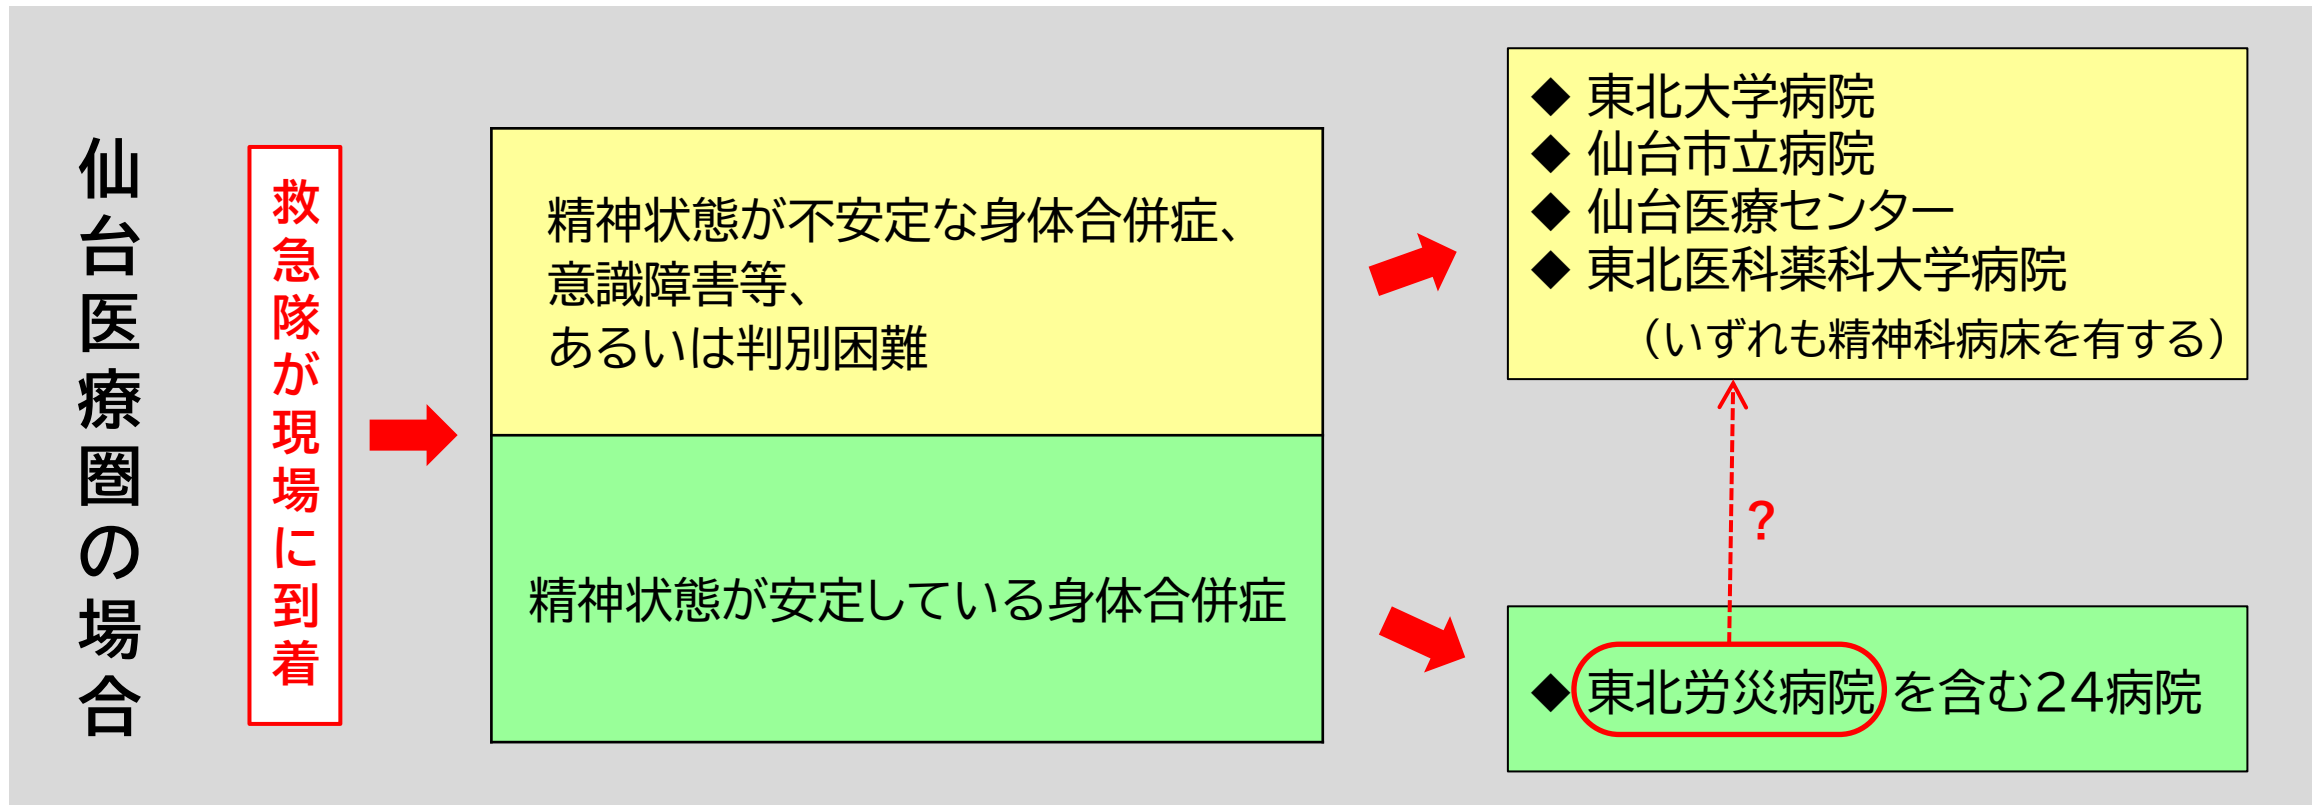 仙台医療圏の場合
救急隊が現場に到着
精神状態が不安定な身体合併症、
意識障害等、
あるいは判別困難
精神状態が安定している身体合併症
◆ 東北大学病院
◆ 仙台市立病院
◆ 仙台医療センター
◆ 東北医科薬科大学病院
（いずれも精神科病床を有する）
?
◆ 東北労災病院 を含む24病院